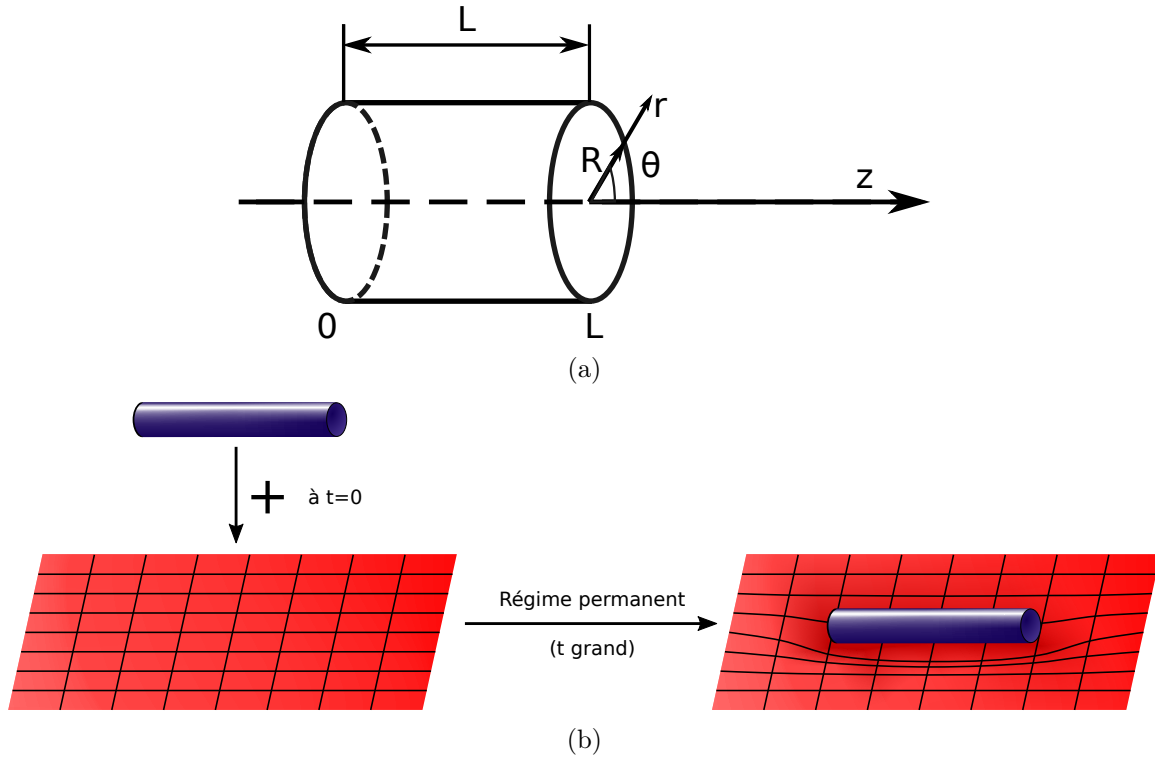 L
r
R
θ
z
0
L
(a)
+
à t=0
Régime permanent
(t grand)
(b)